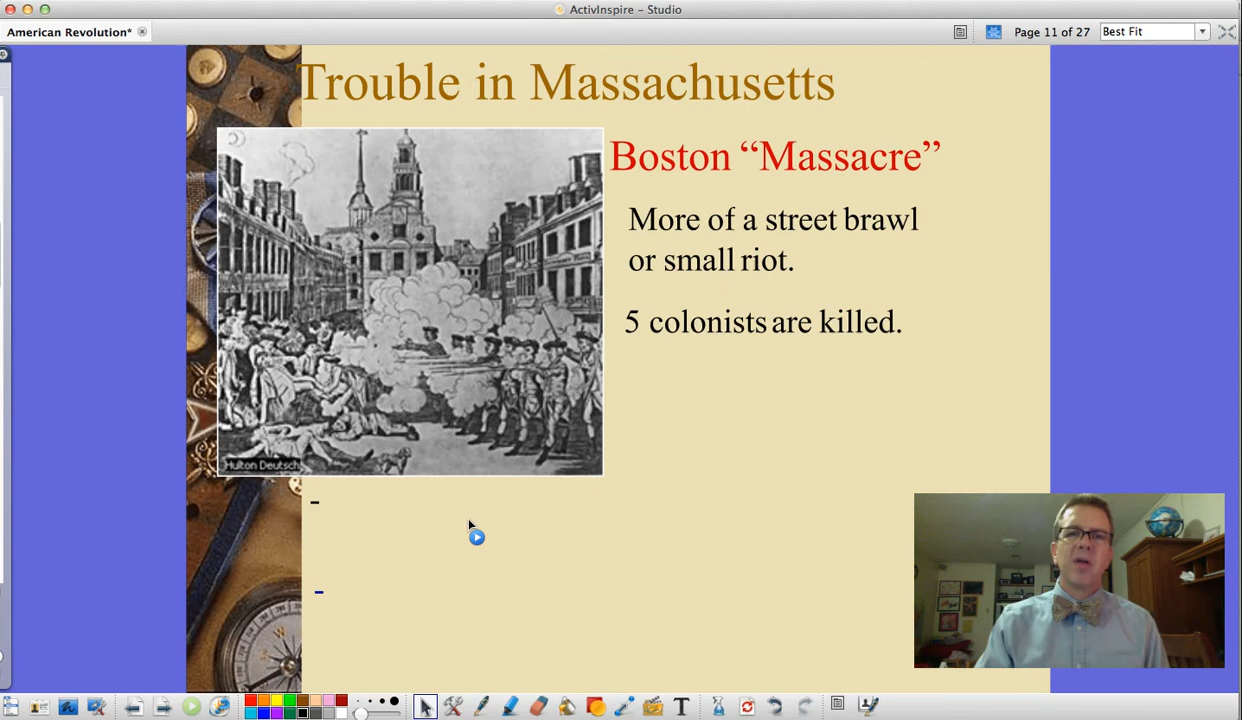 ActivInspire – Studio
American Revolution*
Page 11 of 27
Best Fit
Trouble in Massachusetts
Boston “Massacre”
More of a street brawl
or small riot.
5 colonists are killed.
Hulton Deutsch
-
-
T